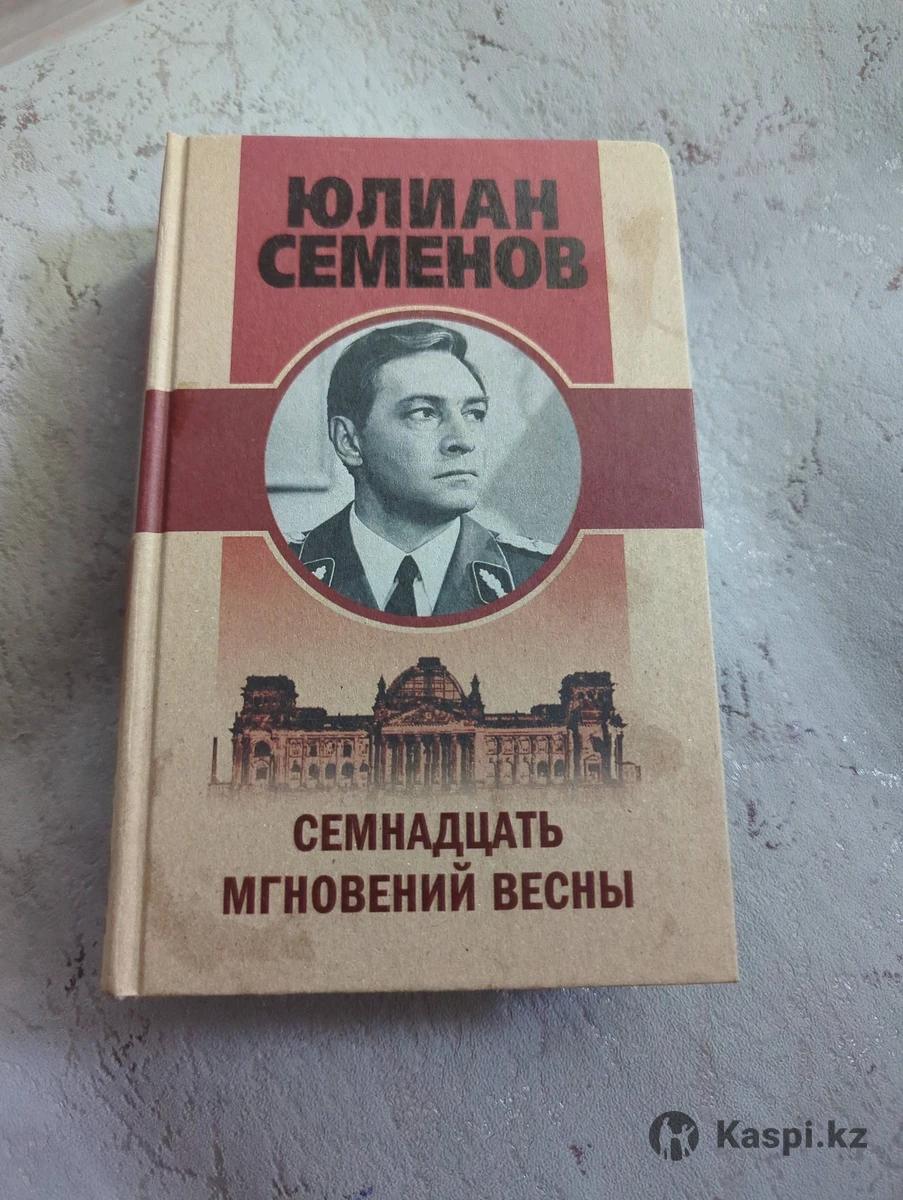 ЮЛИАН
СЕМЕНОВ
СЕМНАДЦАТЬ
МГНОВЕНИЙ ВЕСНЫ
Kaspi.kz